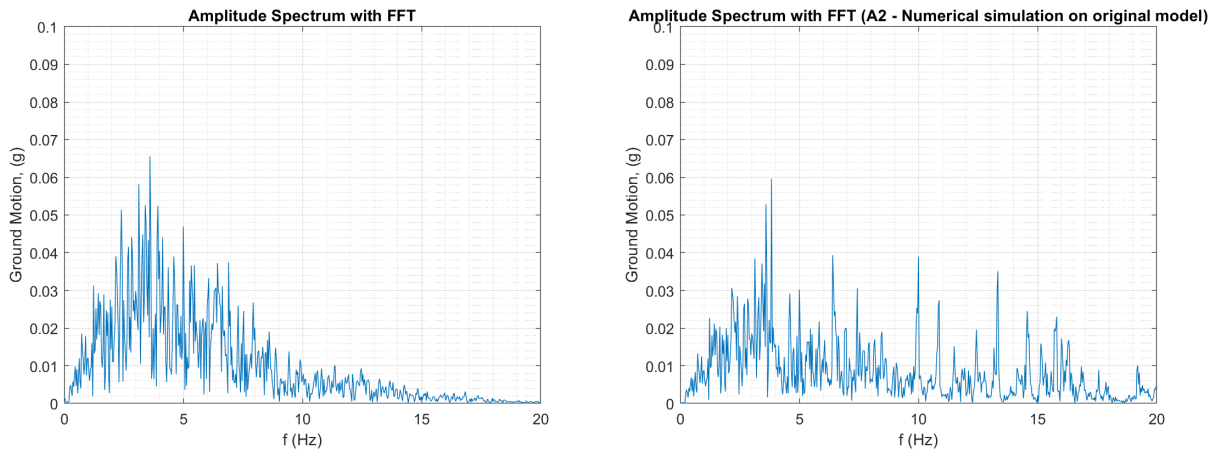 Amplitude Spectrum with FFT
0.1
0.09
0.08
0.07
0.06
0.05
0.04
0.03
0.02
0.01
0
Ground Motion, (g)
0 5 10 15 20
f (Hz)
Amplitude Spectrum with FFT (A2 - Numerical simulation on original model)
0.1
0.09
0.08
0.07
0.06
0.05
0.04
0.03
0.02
0.01
0
Ground Motion, (g)
0 5 10 15 20
f (Hz)